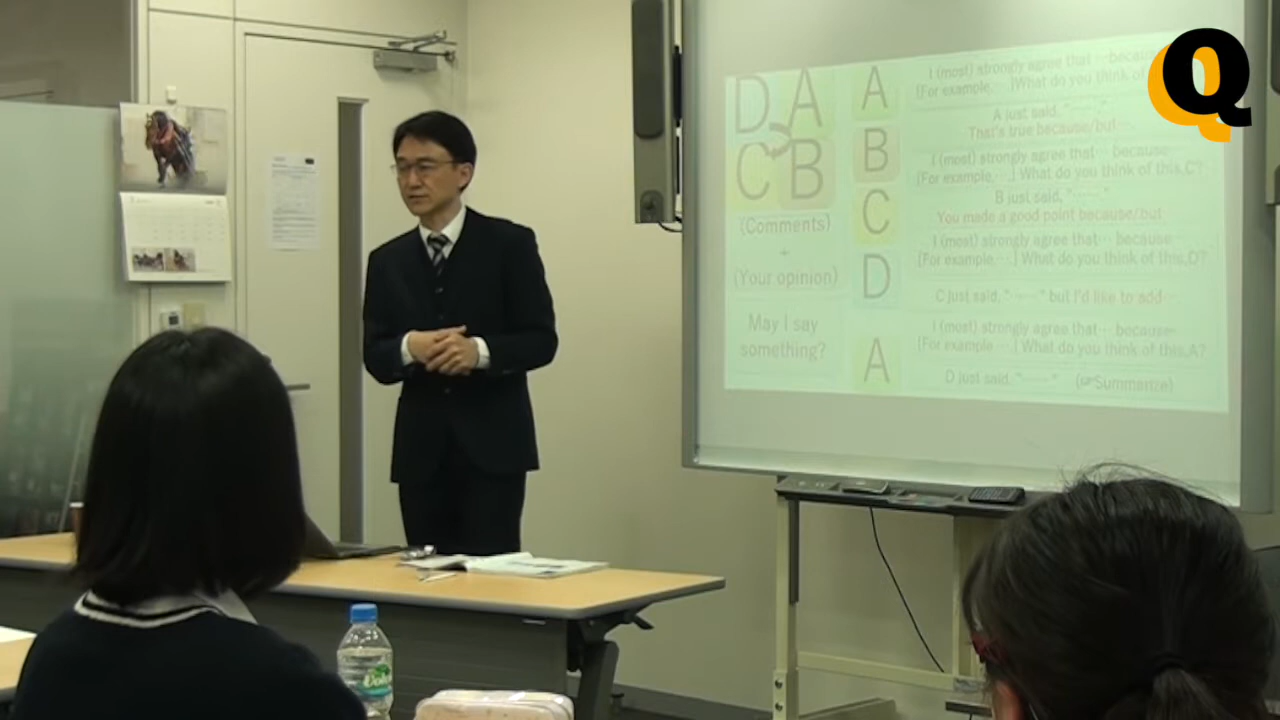 D A
C B
(Comments)
+
(Your opinion)
May I say
something?
A
I (most) strongly agree that… because
[For example,…]What do you think of
A just said, "……"
That's true because/but…
B
I (most) strongly agree that… because
[For example,…] What do you think of this,C?
B just said, "……"
You made a good point because/but
C
I (most) strongly agree that… because
[For example,…] What do you think of this,D?
D
C just said, "……" but I'd like to add…
I (most) strongly agree that… because
[For example…] What do you think of this,A?
A
D just said, "……" (☞Summarize)
Q
Volvic